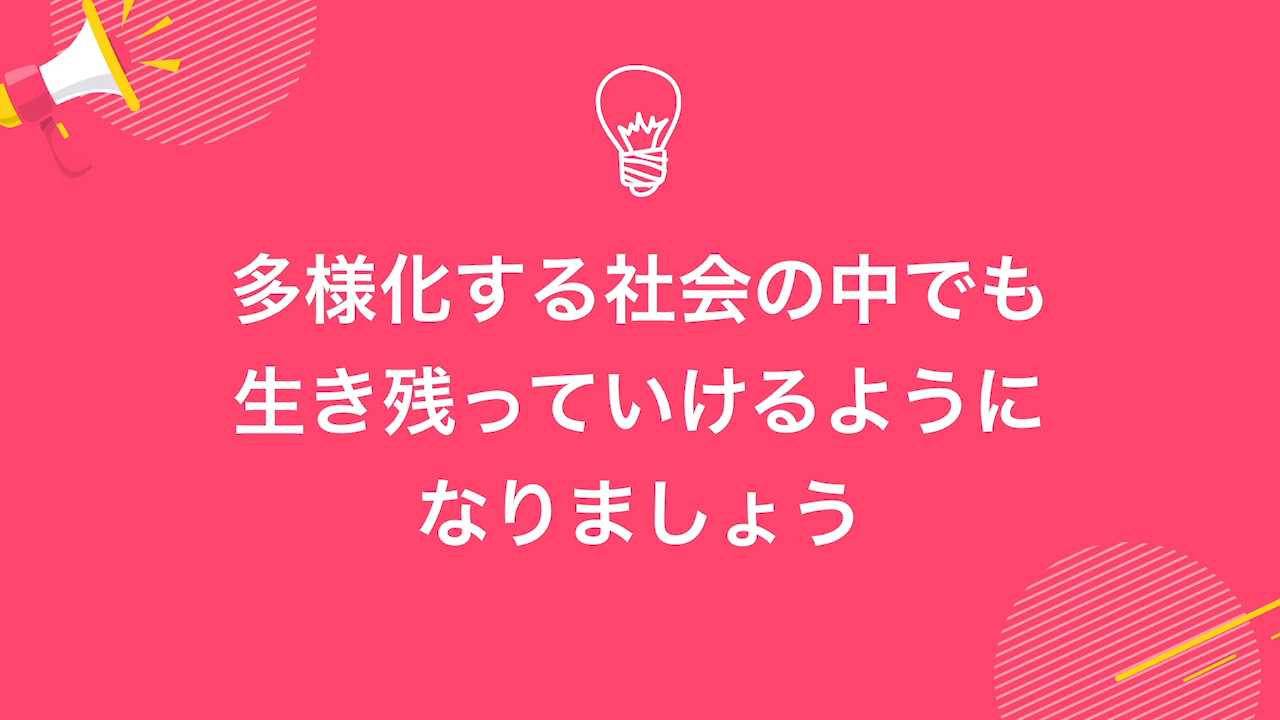 多様化する社会の中でも
生き残っていけるように
なりましょう